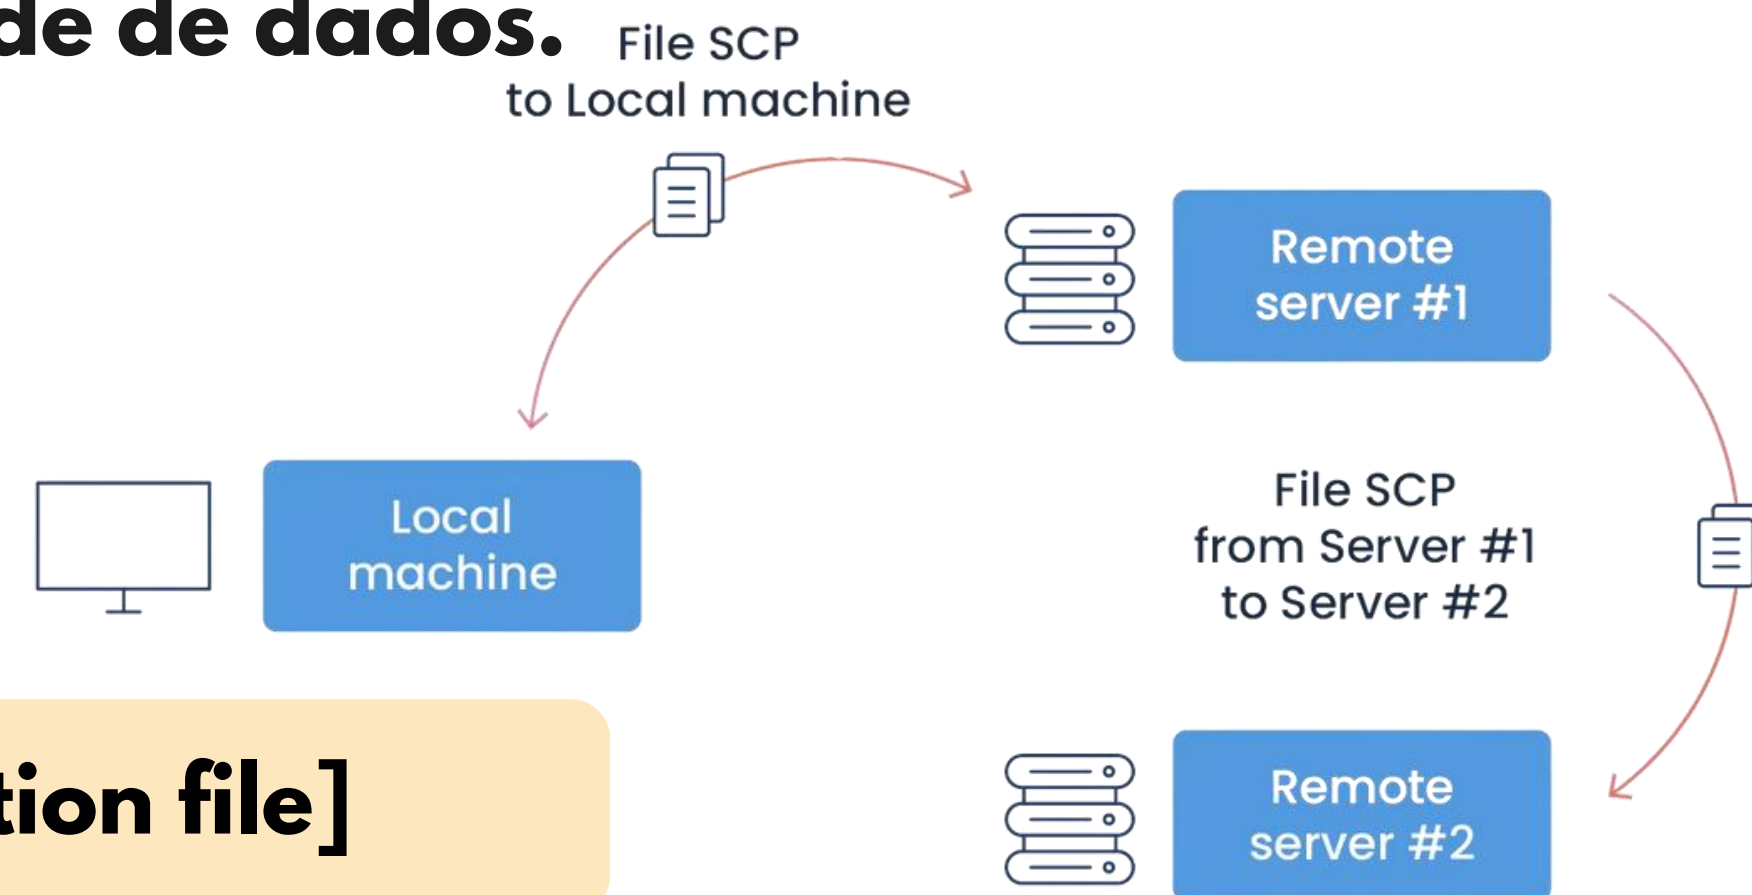 de de dados.
File SCP
to Local machine
Remote
server #1
Local
machine
File SCP
from Server #1
to Server #2
tion file]
Remote
server #2